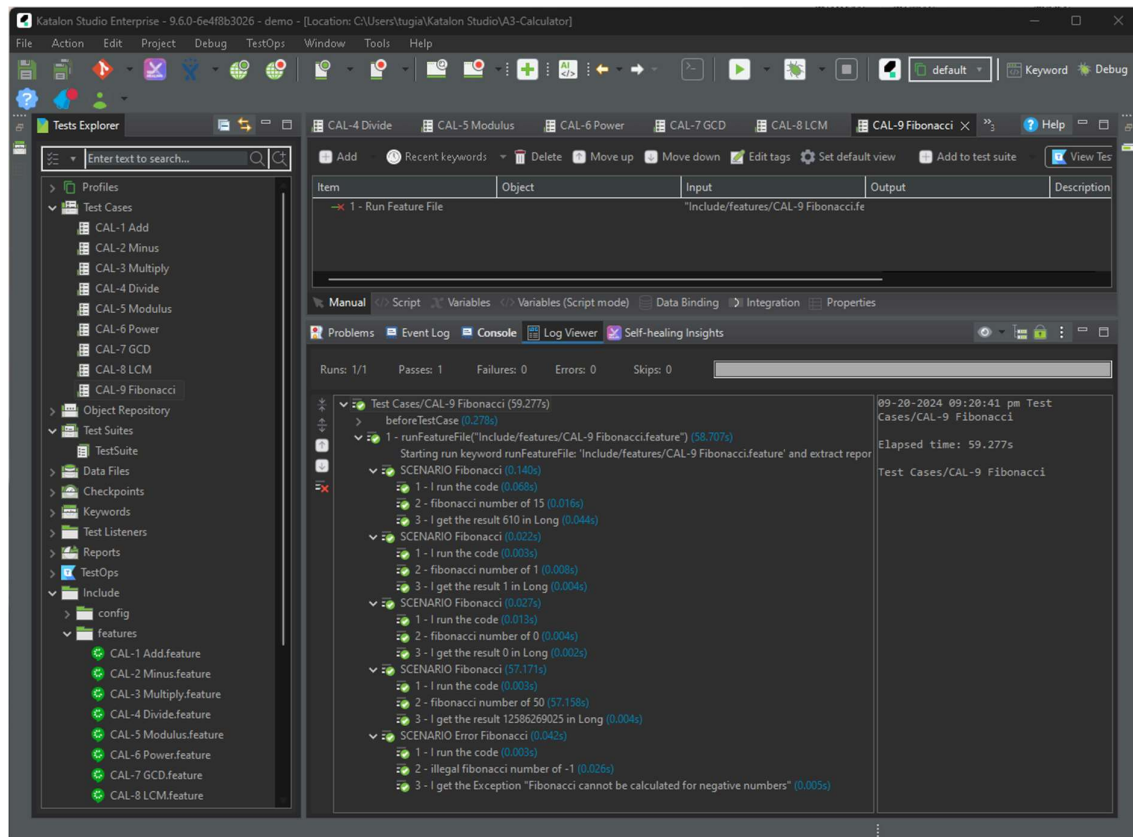 Katalon Studio Enterprise - 9.6.0-6e4f8b3026 - demo - [Location: C:\Users\tugia\Katalon Studio\A3-Calculator]
File Action Edit Project Debug TestOps Window Tools Help
default Keyword Debug
Tests Explorer
Enter text to search...
Profiles
Test Cases
CAL-1 Add
CAL-2 Minus
CAL-3 Multiply
CAL-4 Divide
CAL-5 Modulus
CAL-6 Power
CAL-7 GCD
CAL-8 LCM
CAL-9 Fibonacci
Object Repository
Test Suites
TestSuite
Data Files
Checkpoints
Keywords
Test Listeners
Reports
TestOps
Include
config
features
CAL-1 Add.feature
CAL-2 Minus.feature
CAL-3 Multiply.feature
CAL-4 Divide.feature
CAL-5 Modulus.feature
CAL-6 Power.feature
CAL-7 GCD.feature
CAL-8 LCM.feature
CAL-4 Divide CAL-5 Modulus CAL-6 Power CAL-7 GCD CAL-8 LCM CAL-9 Fibonacci 3 Help
Add Recent keywords Delete Move up Move down Edit tags Set default view Add to test suite View Tes
Item Object Input Output Description
1 - Run Feature File "Include/features/CAL-9 Fibonacci.fe
Manual Script Variables Variables (Script mode) Data Binding Integration Properties
Problems Event Log Console Log Viewer Self-healing Insights
Runs: 1/1 Passes: 1 Failures: 0 Errors: 0 Skips: 0
Test Cases/CAL-9 Fibonacci (59.277s)
beforeTestCase (0.278s)
1 - runFeatureFile("Include/features/CAL-9 Fibonacci.feature") (58.707s)
Starting run keyword runFeatureFile: 'Include/features/CAL-9 Fibonacci.feature' and extract repor
SCENARIO Fibonacci (0.140s)
1 - I run the code (0.068s)
2 - fibonacci number of 15 (0.016s)
3 - I get the result 610 in Long (0.044s)
SCENARIO Fibonacci (0.022s)
1 - I run the code (0.003s)
2 - fibonacci number of 1 (0.008s)
3 - I get the result 1 in Long (0.004s)
SCENARIO Fibonacci (0.027s)
1 - I run the code (0.013s)
2 - fibonacci number of 0 (0.004s)
3 - I get the result 0 in Long (0.002s)
SCENARIO Fibonacci (57.171s)
1 - I run the code (0.003s)
2 - fibonacci number of 50 (57.158s)
3 - I get the result 12586269025 in Long (0.004s)
SCENARIO Error Fibonacci (0.042s)
1 - I run the code (0.003s)
2 - illegal fibonacci number of -1 (0.026s)
3 - I get the Exception "Fibonacci cannot be calculated for negative numbers" (0.005s)
09-20-2024 09:20:41 pm Test
Cases/CAL-9 Fibonacci
Elapsed time: 59.277s
Test Cases/CAL-9 Fibonacci